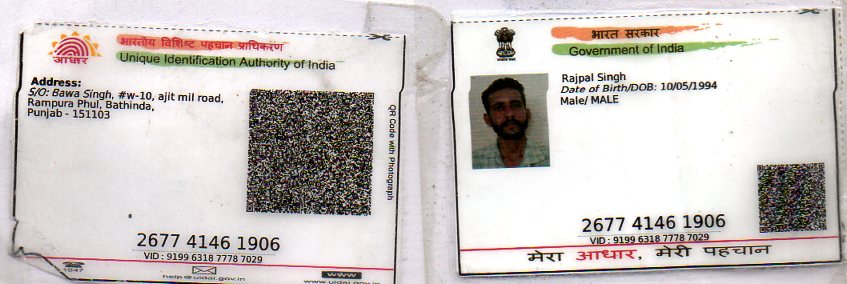 आधार
भारतीय विशिष्ट पहचान प्राधिकरण
Unique Identification Authority of India
Address:
S/O: Bawa Singh, #w-10, ajit mil road,
Rampura Phul, Bathinda,
Punjab - 151103
QR Code with Photograph
2677 4146 1906
VID : 9199 6318 7778 7029
1947
help@uidai.gov.in
www
www.uidai.gov.in
भारत सरकार
Government of India
Rajpal Singh
Date of Birth/DOB: 10/05/1994
Male/ MALE
2677 4146 1906
VID : 9199 6318 7778 7029
मेरा आधार, मेरी पहचान